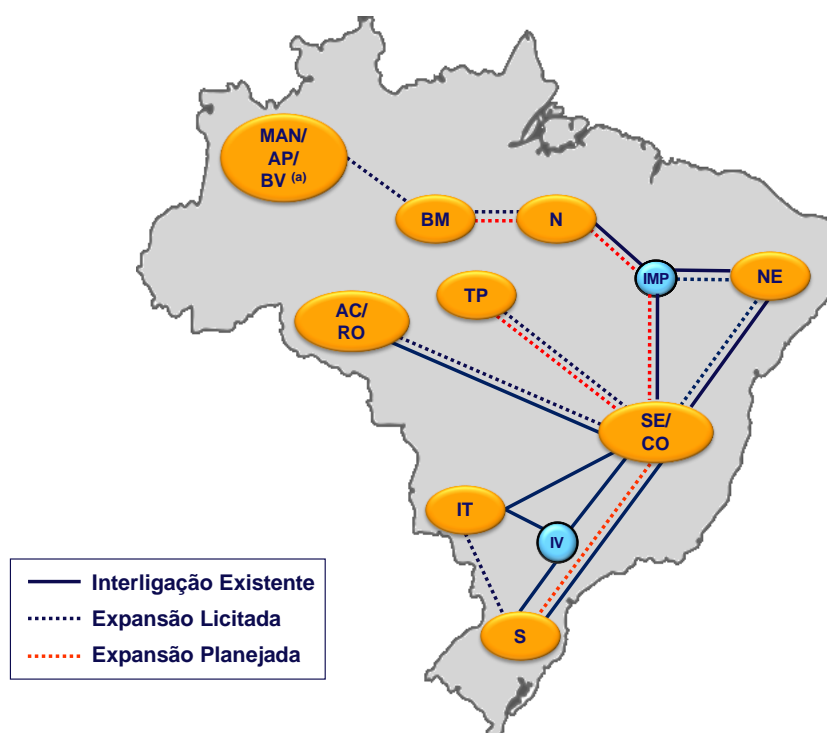 MAN/
AP/
BV (a)
BM
N
IMP
NE
TP
AC/
RO
SE/
CO
IT
IV
S
Interligação Existente
Expansão Licitada
Expansão Planejada